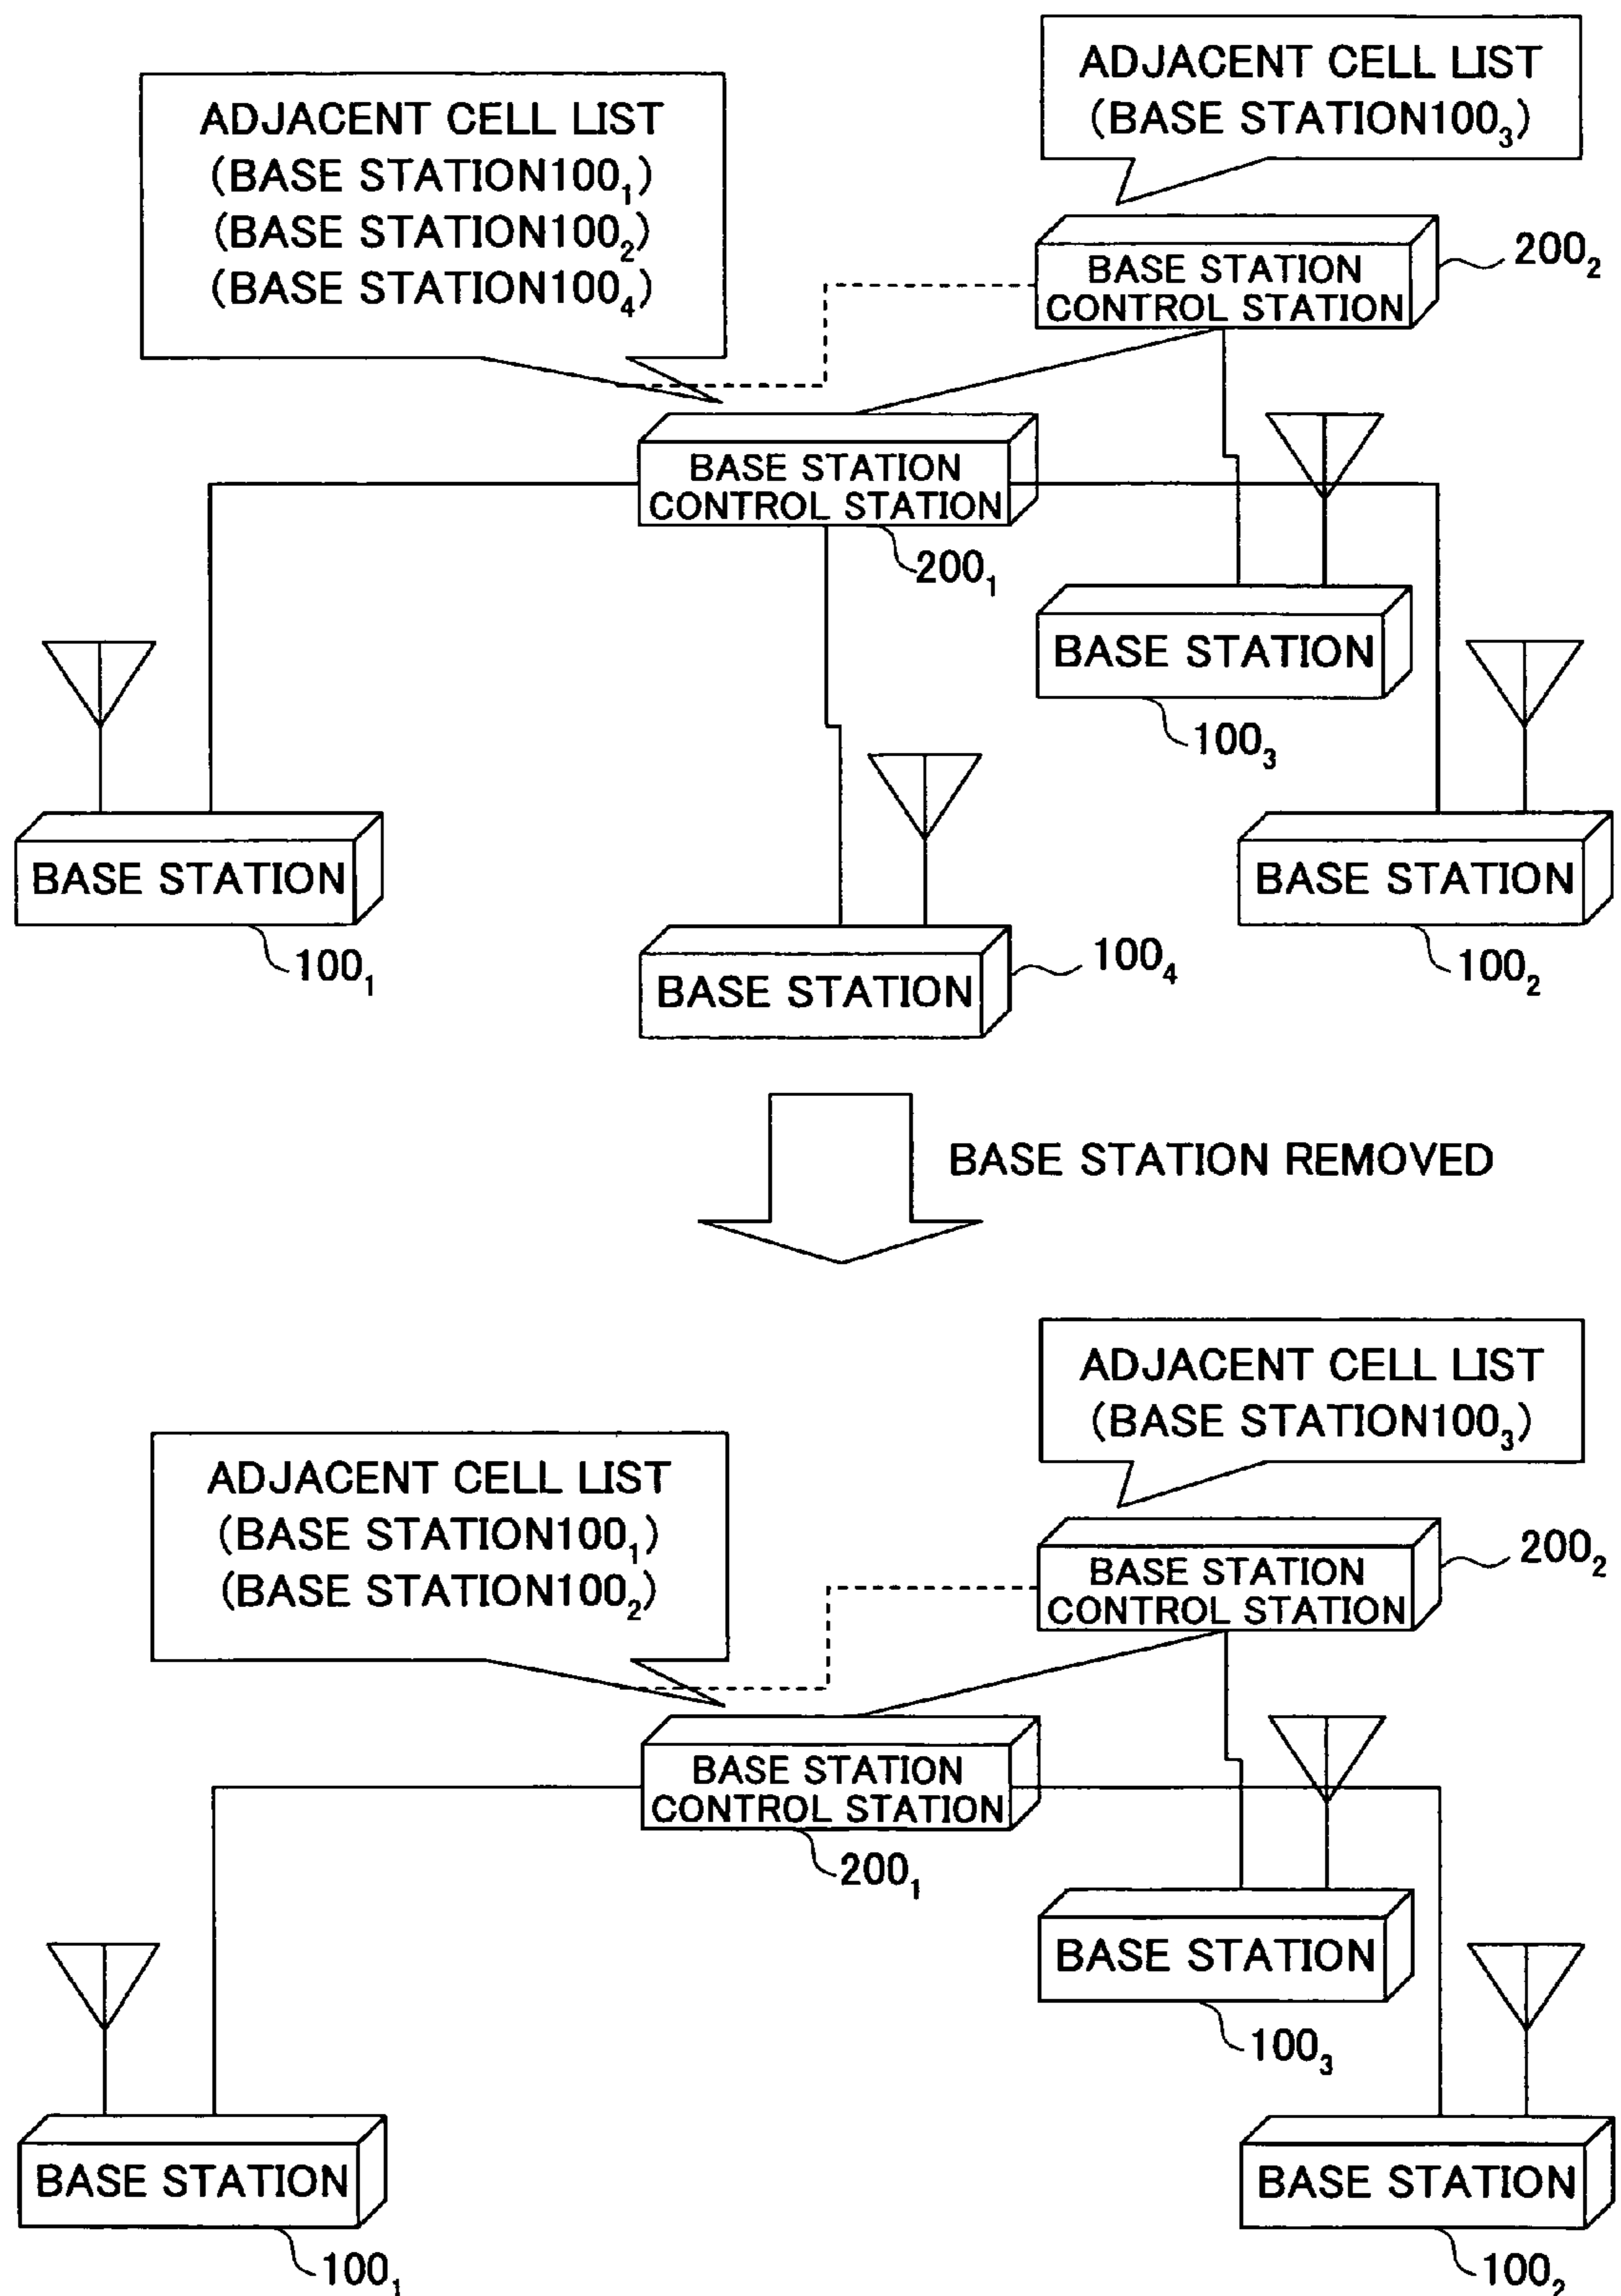 ADJACENT CELL LIST
(BASE STATION100₃)
ADJACENT CELL LIST
(BASE STATION100₁)
(BASE STATION100₂)
(BASE STATION100₄)
BASE STATION
CONTROL STATION
200₂
BASE STATION
CONTROL STATION
200₁
BASE STATION
100₃
BASE STATION
100₁
BASE STATION
100₂
BASE STATION
100₄
BASE STATION REMOVED
ADJACENT CELL LIST
(BASE STATION100₃)
ADJACENT CELL LIST
(BASE STATION100₁)
(BASE STATION100₂)
BASE STATION
CONTROL STATION
200₂
BASE STATION
CONTROL STATION
200₁
BASE STATION
100₃
BASE STATION
100₁
BASE STATION
100₂